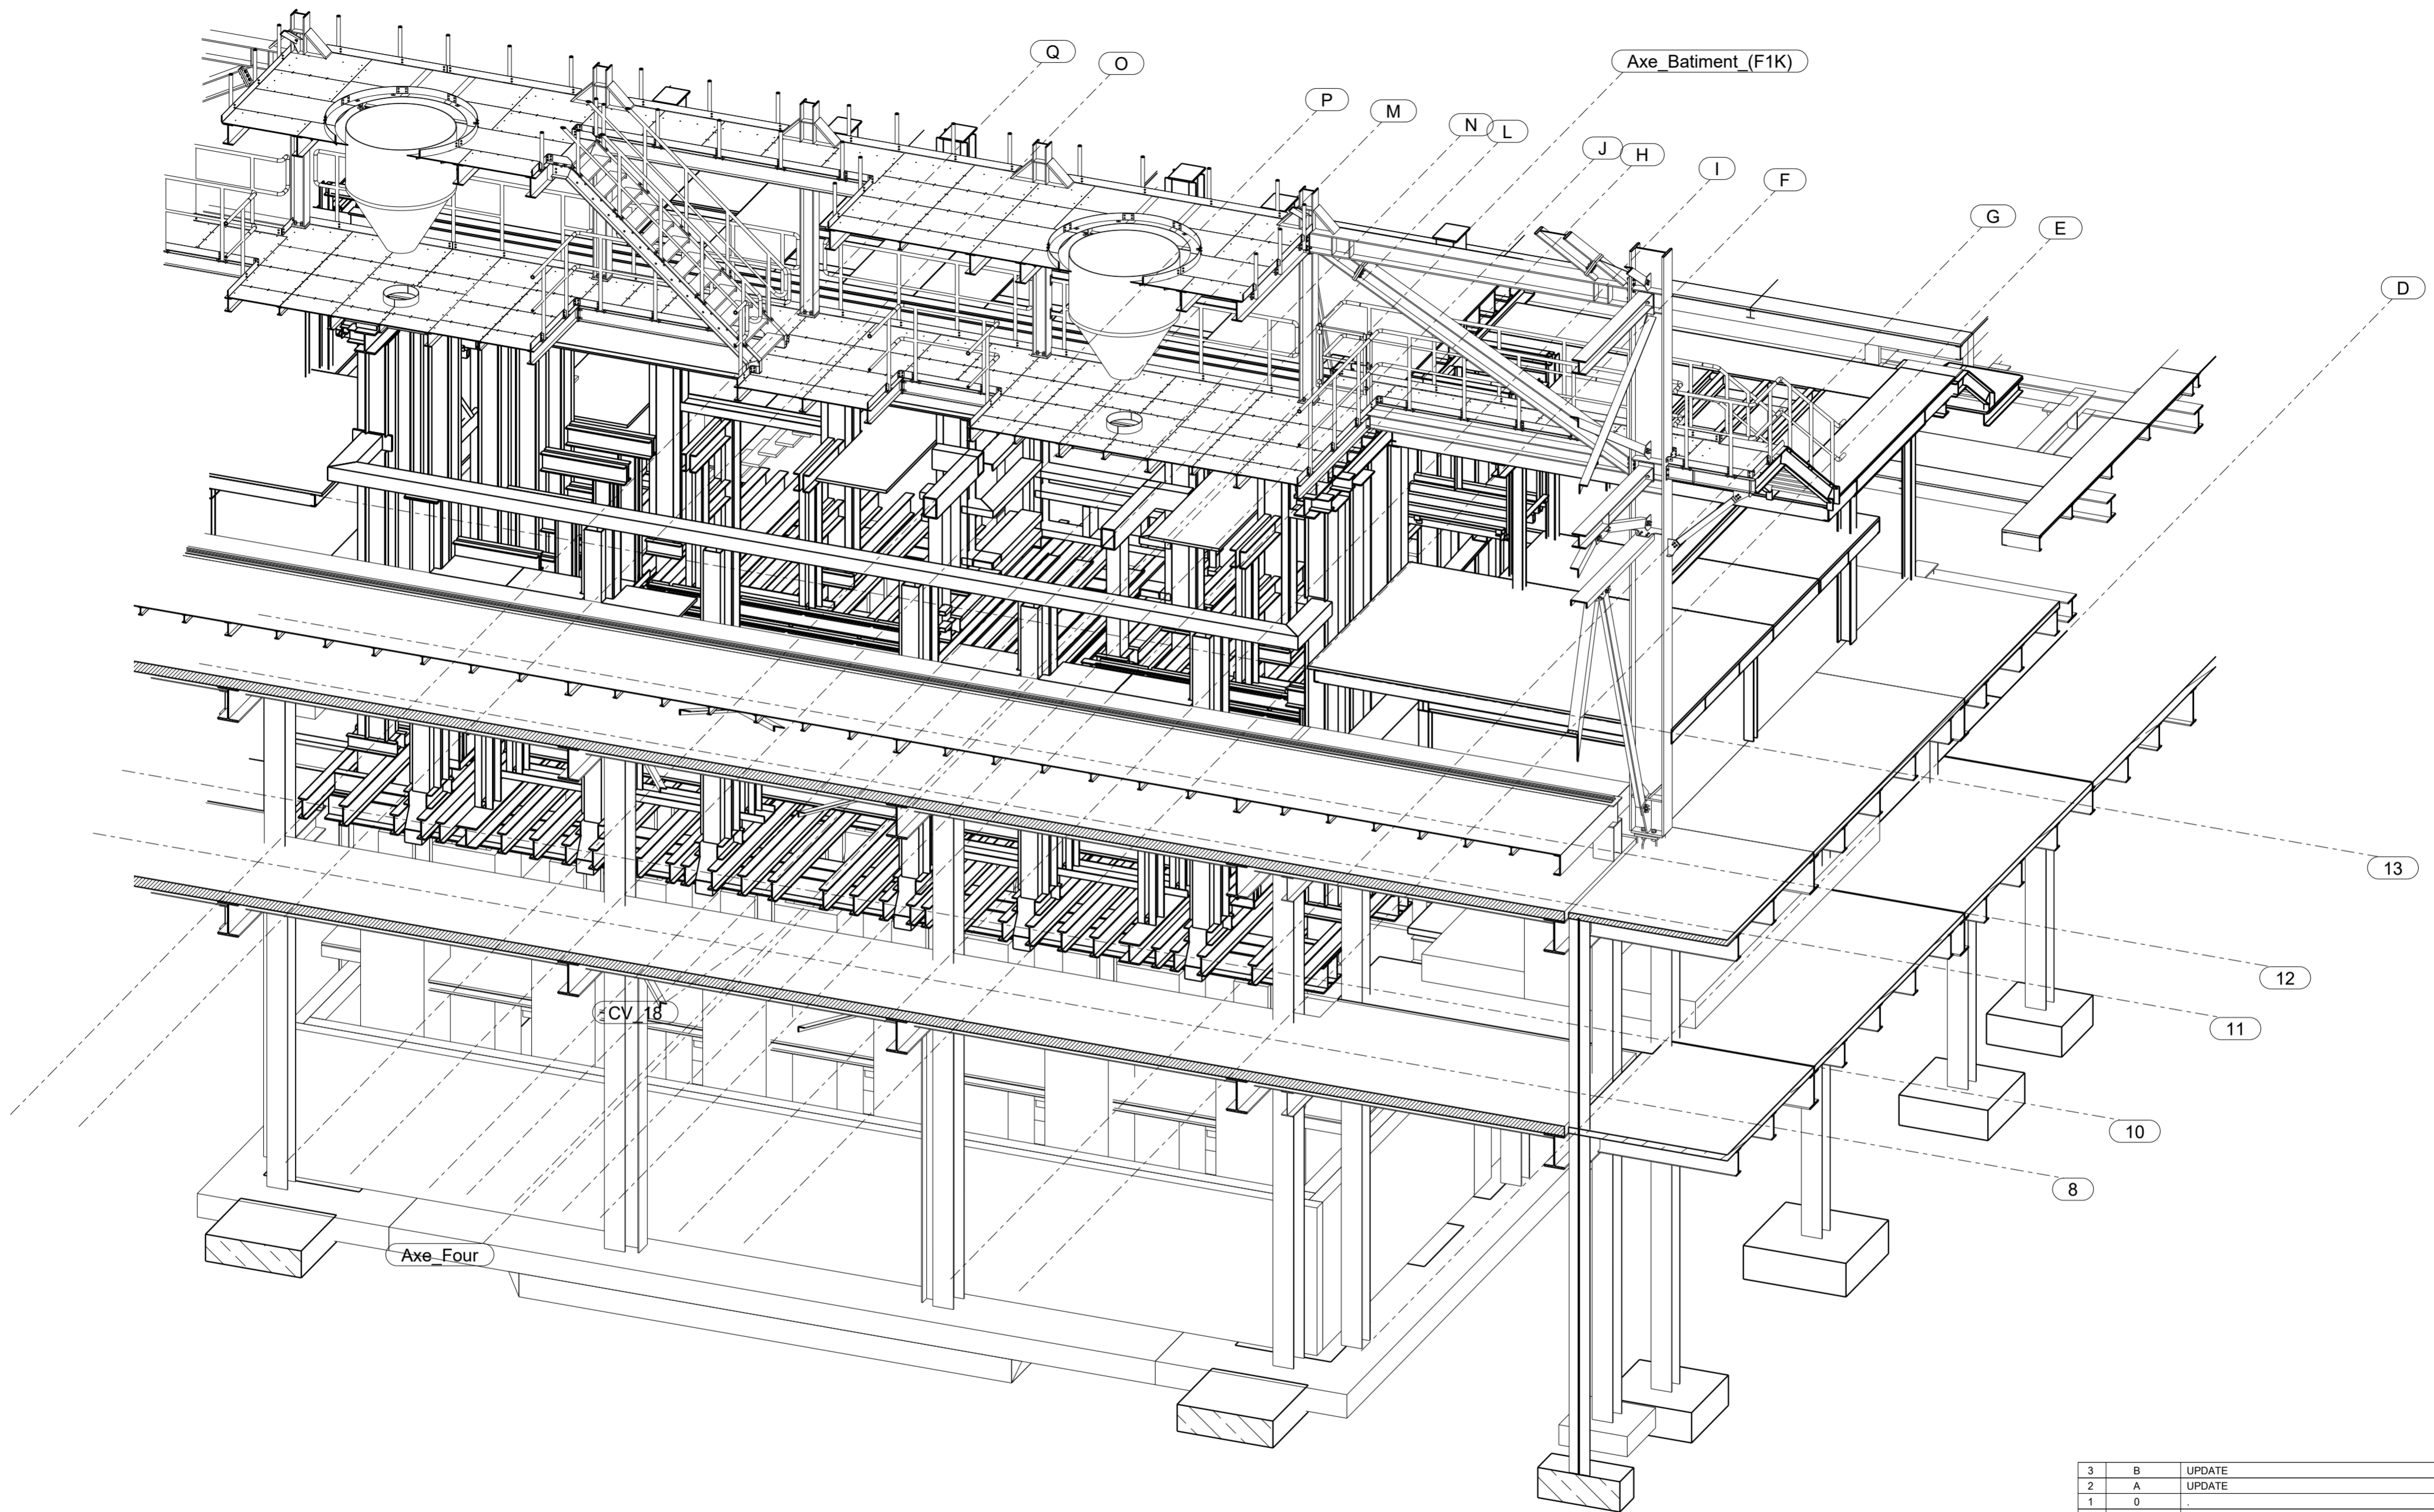 Q
O
Axe_Batiment_(F1K)
P
M
N
L
J
H
I
F
G
E
D
13
12
CV_18
11
10
8
Axe_Four
3 B UPDATE
2 A UPDATE
1 0 .